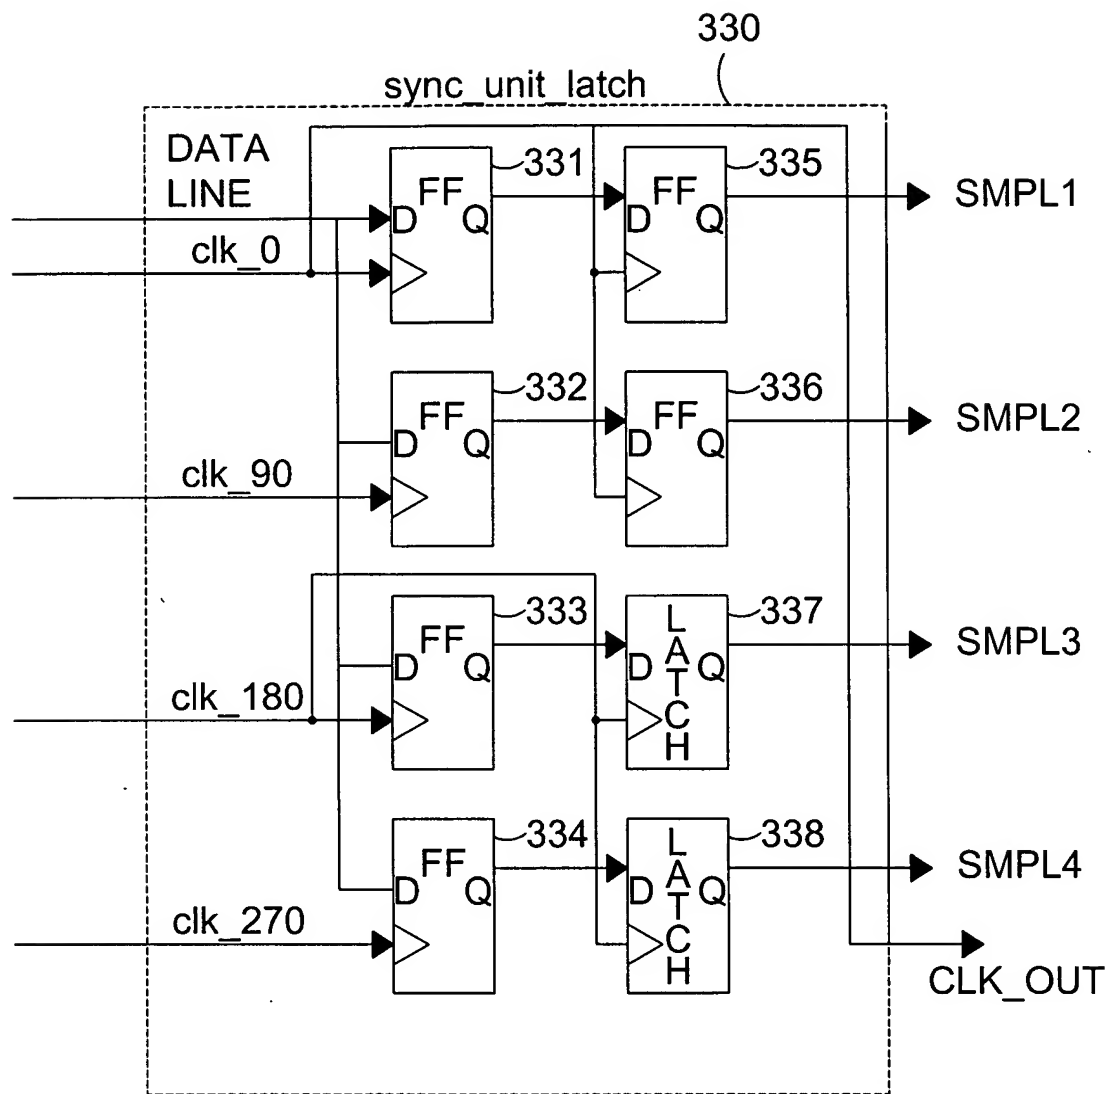 330
sync_unit_latch
DATA
LINE
331
335
FF
D
Q
FF
D
Q
SMPL1
clk_0
332
336
FF
D
Q
FF
D
Q
SMPL2
clk_90
333
337
FF
D
Q
LATCH
D
Q
SMPL3
clk_180
334
338
FF
D
Q
LATCH
D
Q
SMPL4
clk_270
CLK_OUT